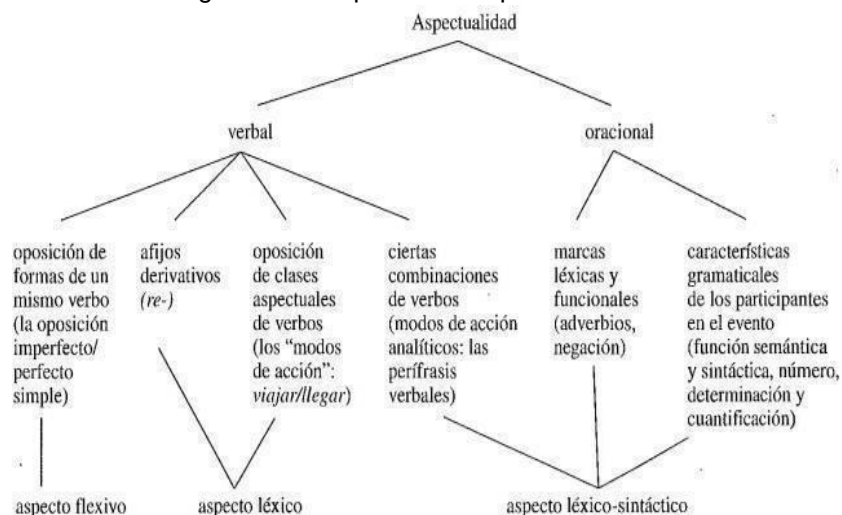 Aspectualidad
verbal
oracional
oposición de
formas de un
mismo verbo
(la oposición
imperfecto/
perfecto
simple)
afijos
derivativos
(re-)
oposición
de clases
aspectuales
de verbos
(los “modos
de acción”:
viajar/llegar)
ciertas
combinaciones
de verbos
(modos de acción
analíticos: las
perífrasis
verbales)
marcas
léxicas y
funcionales
(adverbios,
negación)
características
gramaticales
de los participantes
en el evento
(función semántica
y sintáctica, número,
determinación y
cuantificación)
aspecto flexivo
aspecto léxico
aspecto léxico-sintáctico